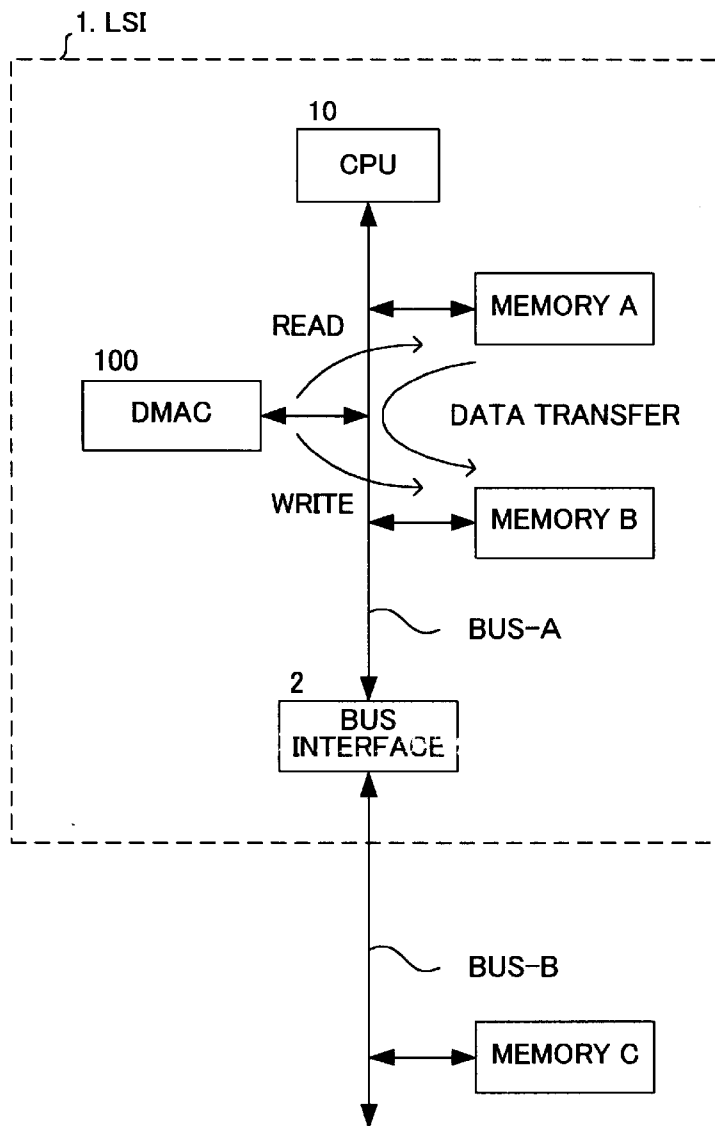 1. LSI
10
CPU
MEMORY A
READ
100
DMAC
DATA TRANSFER
WRITE
MEMORY B
BUS-A
2
BUS
INTERFACE
BUS-B
MEMORY C